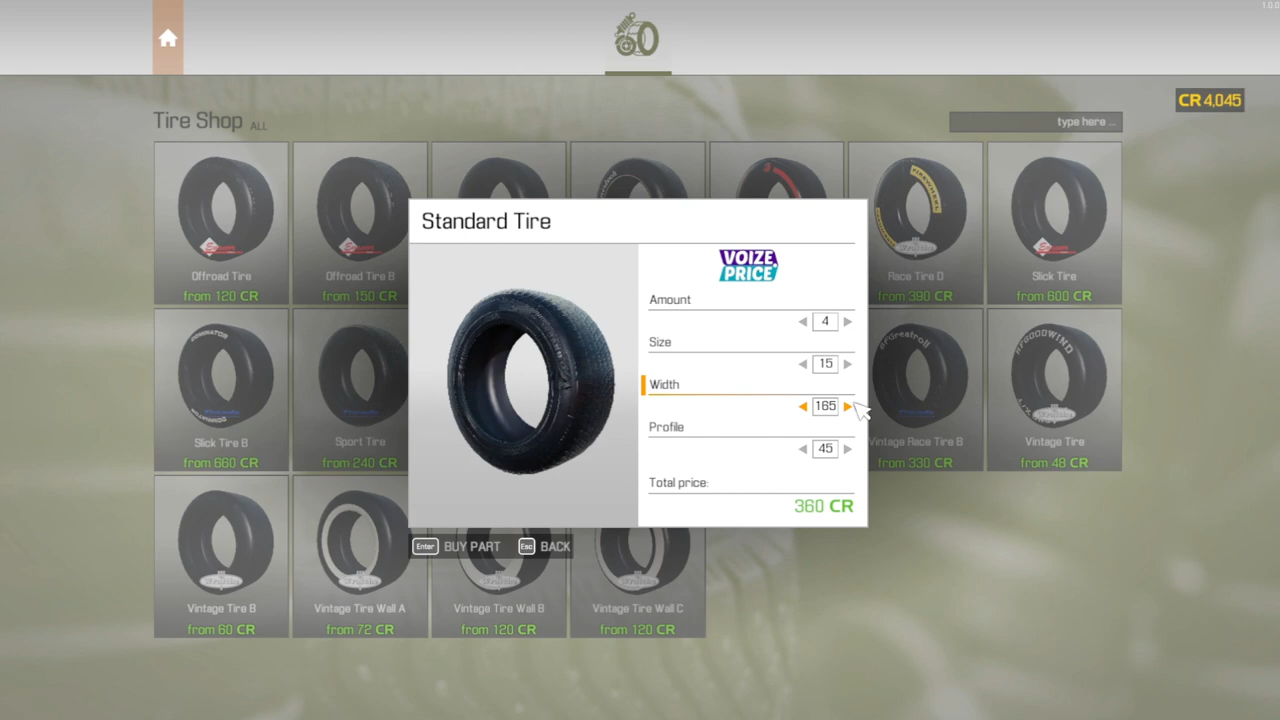 1.0.0
CR 4,045
Tire Shop ALL
type here ...
Offroad Tire
from 120 CR
Offroad Tire B
from 150 CR
Race Tire D
from 390 CR
Slick Tire
from 600 CR
Standard Tire
VOIZE PRICE
Amount
4
Size
15
Width
165
Profile
45
Total price:
360 CR
DOMINATOR
Slick Tire B
from 660 CR
Sport Tire
from 240 CR
Vintage Race Tire B
from 330 CR
Vintage Tire
from 48 CR
Enter BUY PART Esc BACK
Vintage Tire B
from 60 CR
Vintage Tire Wall A
from 72 CR
Vintage Tire Wall B
from 120 CR
Vintage Tire Wall C
from 120 CR